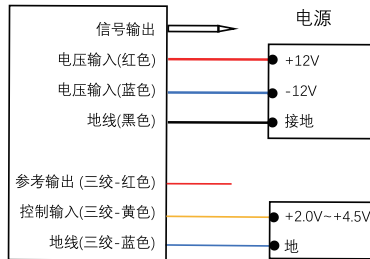 电源
信号输出
电压输入(红色)
+12V
电压输入(蓝色)
-12V
地线(黑色)
接地
参考输出 (三绞-红色)
控制输入(三绞-黄色)
+2.0V~+4.5V
地线(三绞-蓝色)
地